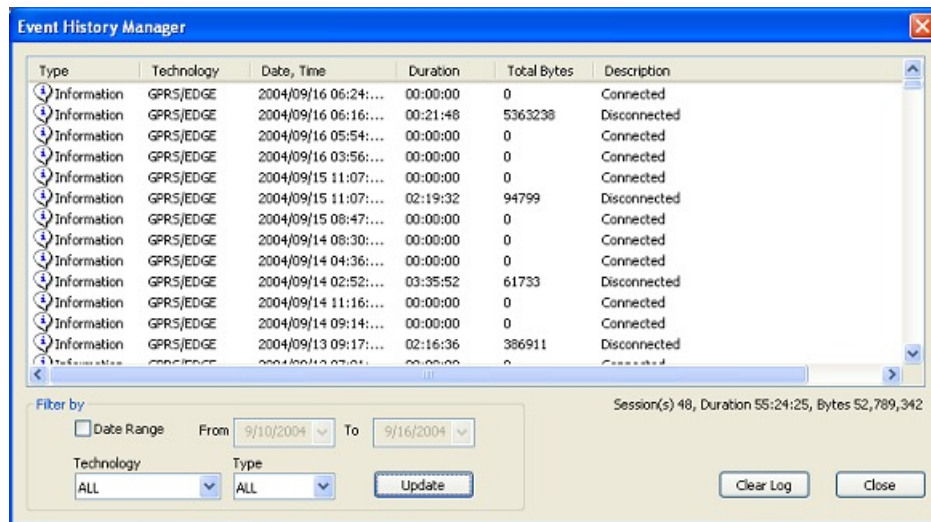 Event History Manager
Type Technology Date, Time Duration Total Bytes Description
Information GPRS/EDGE 2004/09/16 06:24:... 00:00:00 0 Connected
Information GPRS/EDGE 2004/09/16 06:16:... 00:21:48 5363238 Disconnected
Information GPRS/EDGE 2004/09/16 05:54:... 00:00:00 0 Connected
Information GPRS/EDGE 2004/09/16 03:56:... 00:00:00 0 Connected
Information GPRS/EDGE 2004/09/15 11:07:... 00:00:00 0 Connected
Information GPRS/EDGE 2004/09/15 11:07:... 02:19:32 94799 Disconnected
Information GPRS/EDGE 2004/09/15 08:47:... 00:00:00 0 Connected
Information GPRS/EDGE 2004/09/14 08:30:... 00:00:00 0 Connected
Information GPRS/EDGE 2004/09/14 04:36:... 00:00:00 0 Connected
Information GPRS/EDGE 2004/09/14 02:52:... 03:35:52 61733 Disconnected
Information GPRS/EDGE 2004/09/14 11:16:... 00:00:00 0 Connected
Information GPRS/EDGE 2004/09/14 09:14:... 00:00:00 0 Connected
Information GPRS/EDGE 2004/09/13 09:17:... 02:16:36 386911 Disconnected
Filter by
Session(s) 48, Duration 55:24:25, Bytes 52,789,342
Date Range From 9/10/2004 To 9/16/2004
Technology Type
ALL ALL Update Clear Log Close